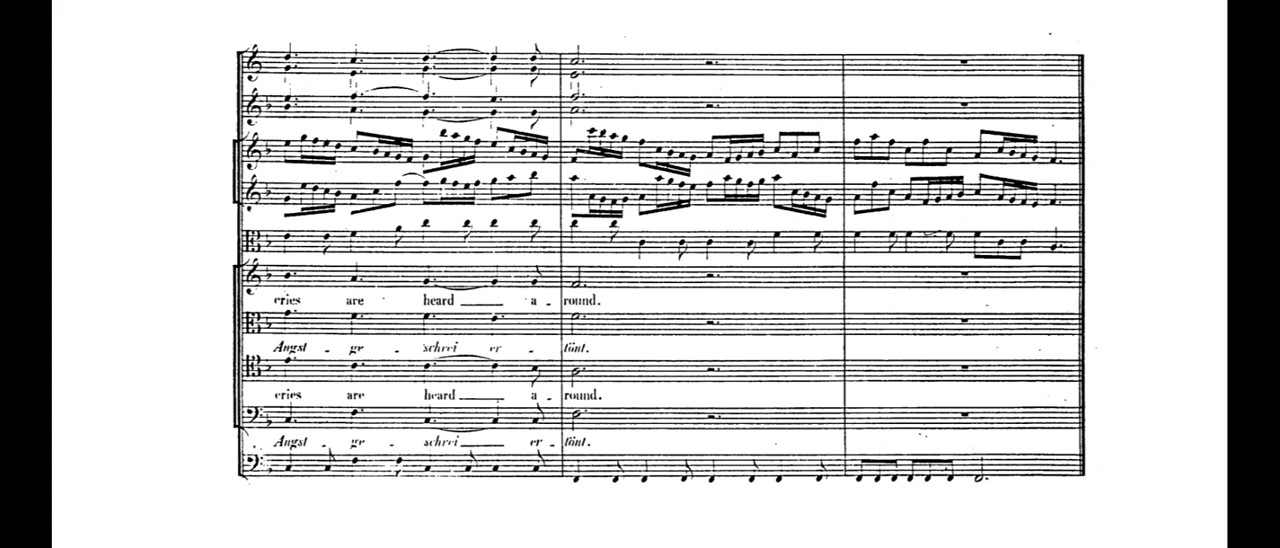 cries are heard a - round.
Angst - ge - schrei er - tönt.
cries are heard a - round.
Angst - ge - schrei er - tönt.